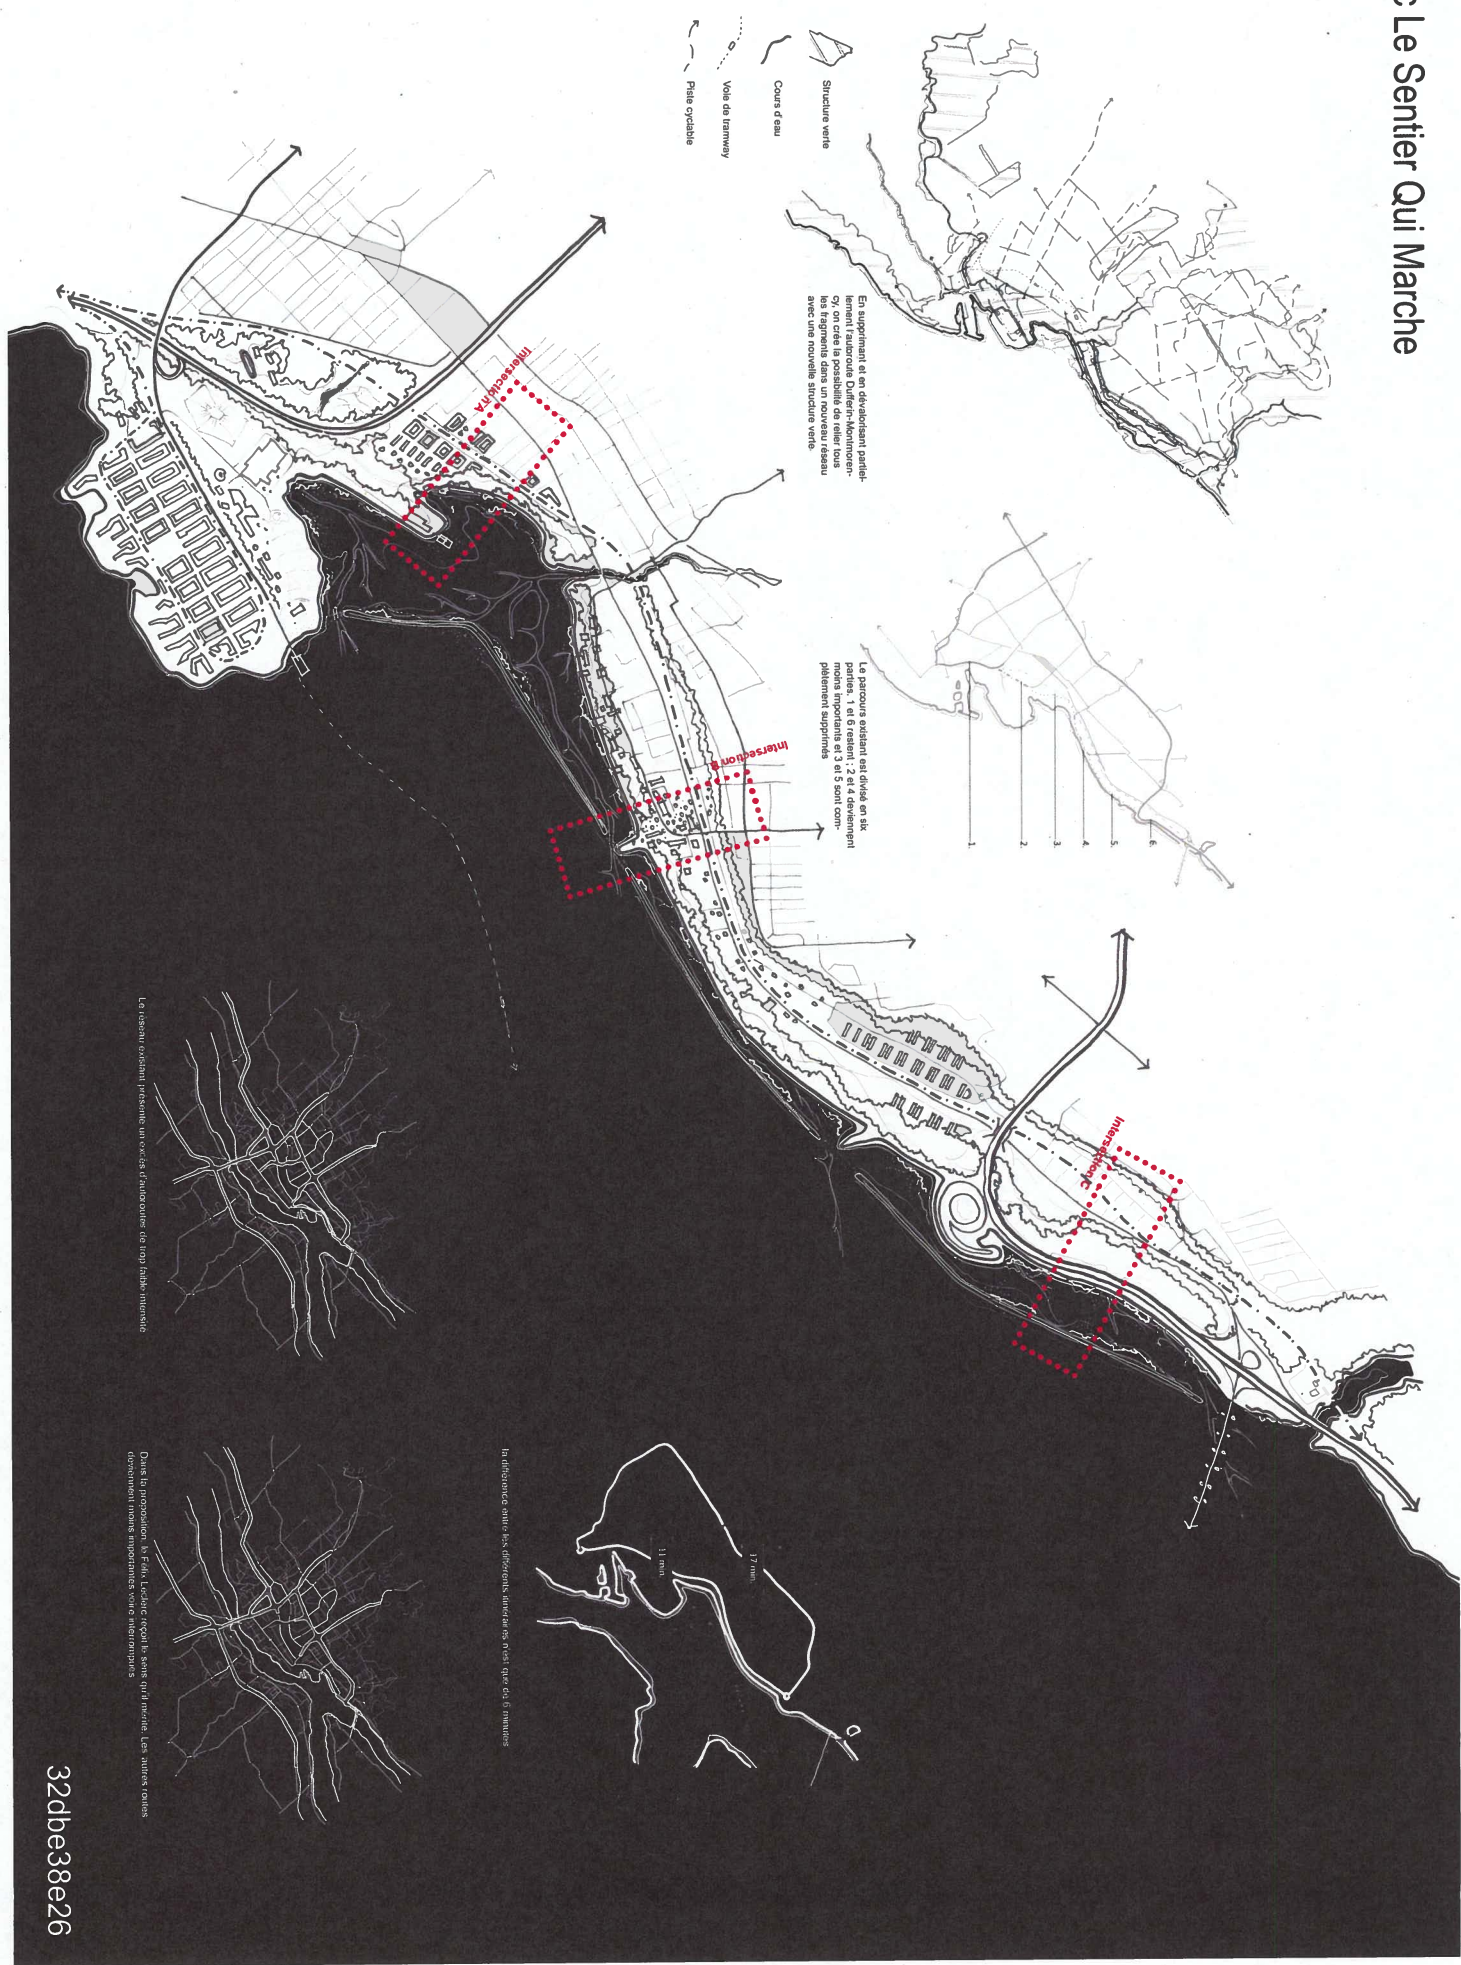 c Le Sentier Qui Marche
Structure verte
Cours d'eau
Voie de tramway
Piste cyclable
En supprimant et en dévalorisant partiel-
lement l'autoroute Dufferin-Montmoren-
cy, on crée la possibilité de relier tous
les fragments dans un nouveau réseau
avec une nouvelle structure verte.
Le parcours existant est divisé en six
parties. 1 et 6 restent ; 2 et 4 deviennent
moins importants et 3 et 5 sont com-
plètement supprimés
1.
2.
3.
4.
5.
6.
Intersection A
Intersection B
Intersection C
Le réseau existant présente un excès d'autoroutes de trop faible intensité
Dans la proposition, le Félix Leclerc reçoit le sens qu'il mérite. Les autres routes
deviennent moins importantes voire interrompues
la différence entre les différents itinéraires n'est que de 6 minutes
11 min.
17 min.
32dbe38e26